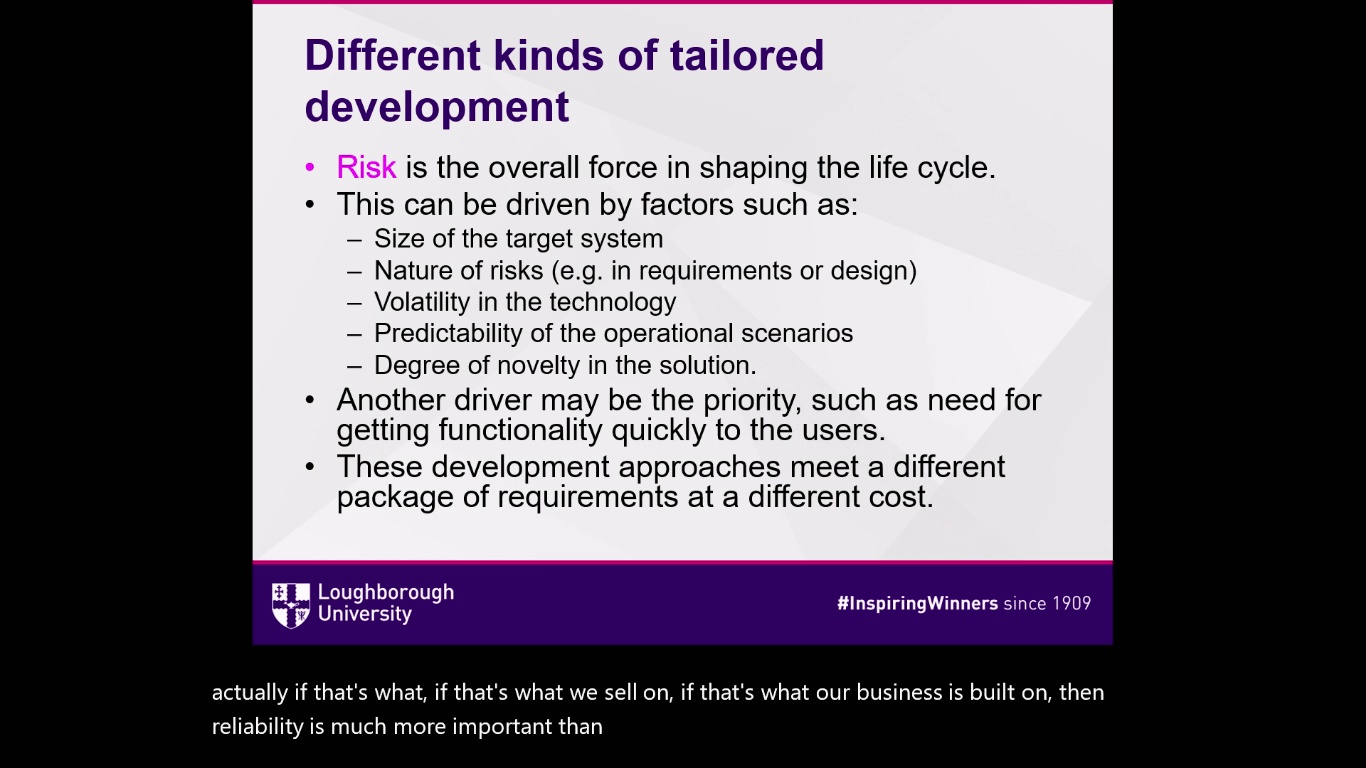 Different kinds of tailored
development
• Risk is the overall force in shaping the life cycle.
• This can be driven by factors such as:
– Size of the target system
– Nature of risks (e.g. in requirements or design)
– Volatility in the technology
– Predictability of the operational scenarios
– Degree of novelty in the solution.
• Another driver may be the priority, such as need for
getting functionality quickly to the users.
• These development approaches meet a different
package of requirements at a different cost.
Loughborough
University
#InspiringWinners since 1909
actually if that's what, if that's what we sell on, if that's what our business is built on, then
reliability is much more important than